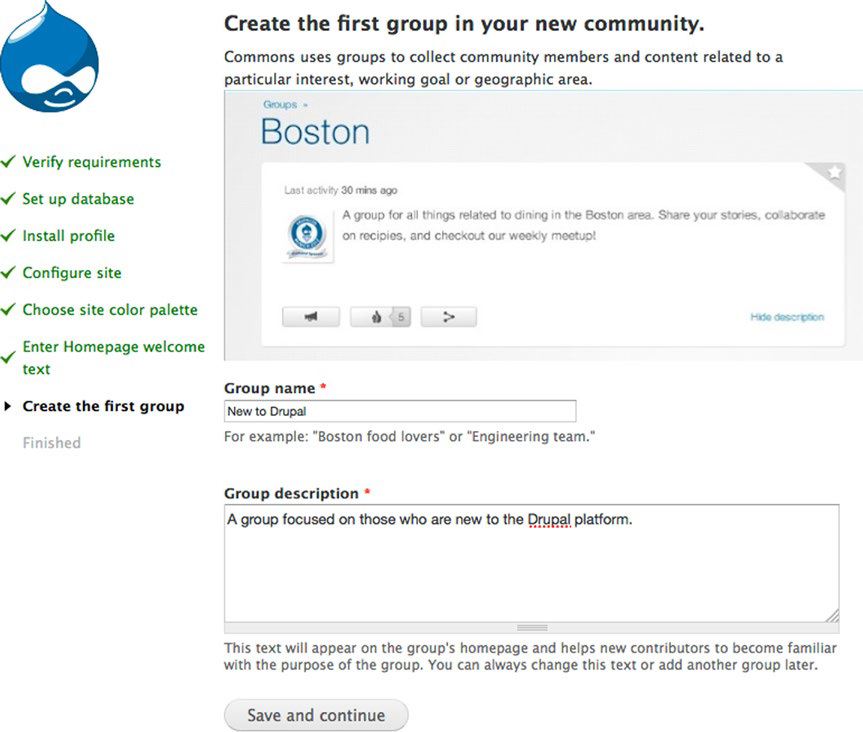 Create the first group in your new community.
Commons uses groups to collect community members and content related to a
particular interest, working goal or geographic area.
Groups »
Boston
Last activity 30 mins ago
A group for all things related to dining in the Boston area. Share your stories, collaborate
on recipies, and checkout our weekly meetup!
5
Hide description
Verify requirements
Set up database
Install profile
Configure site
Choose site color palette
Enter Homepage welcome
text
Create the first group
Finished
Group name *
New to Drupal
For example: "Boston food lovers" or "Engineering team."
Group description *
A group focused on those who are new to the Drupal platform.
This text will appear on the group's homepage and helps new contributors to become familiar
with the purpose of the group. You can always change this text or add another group later.
Save and continue